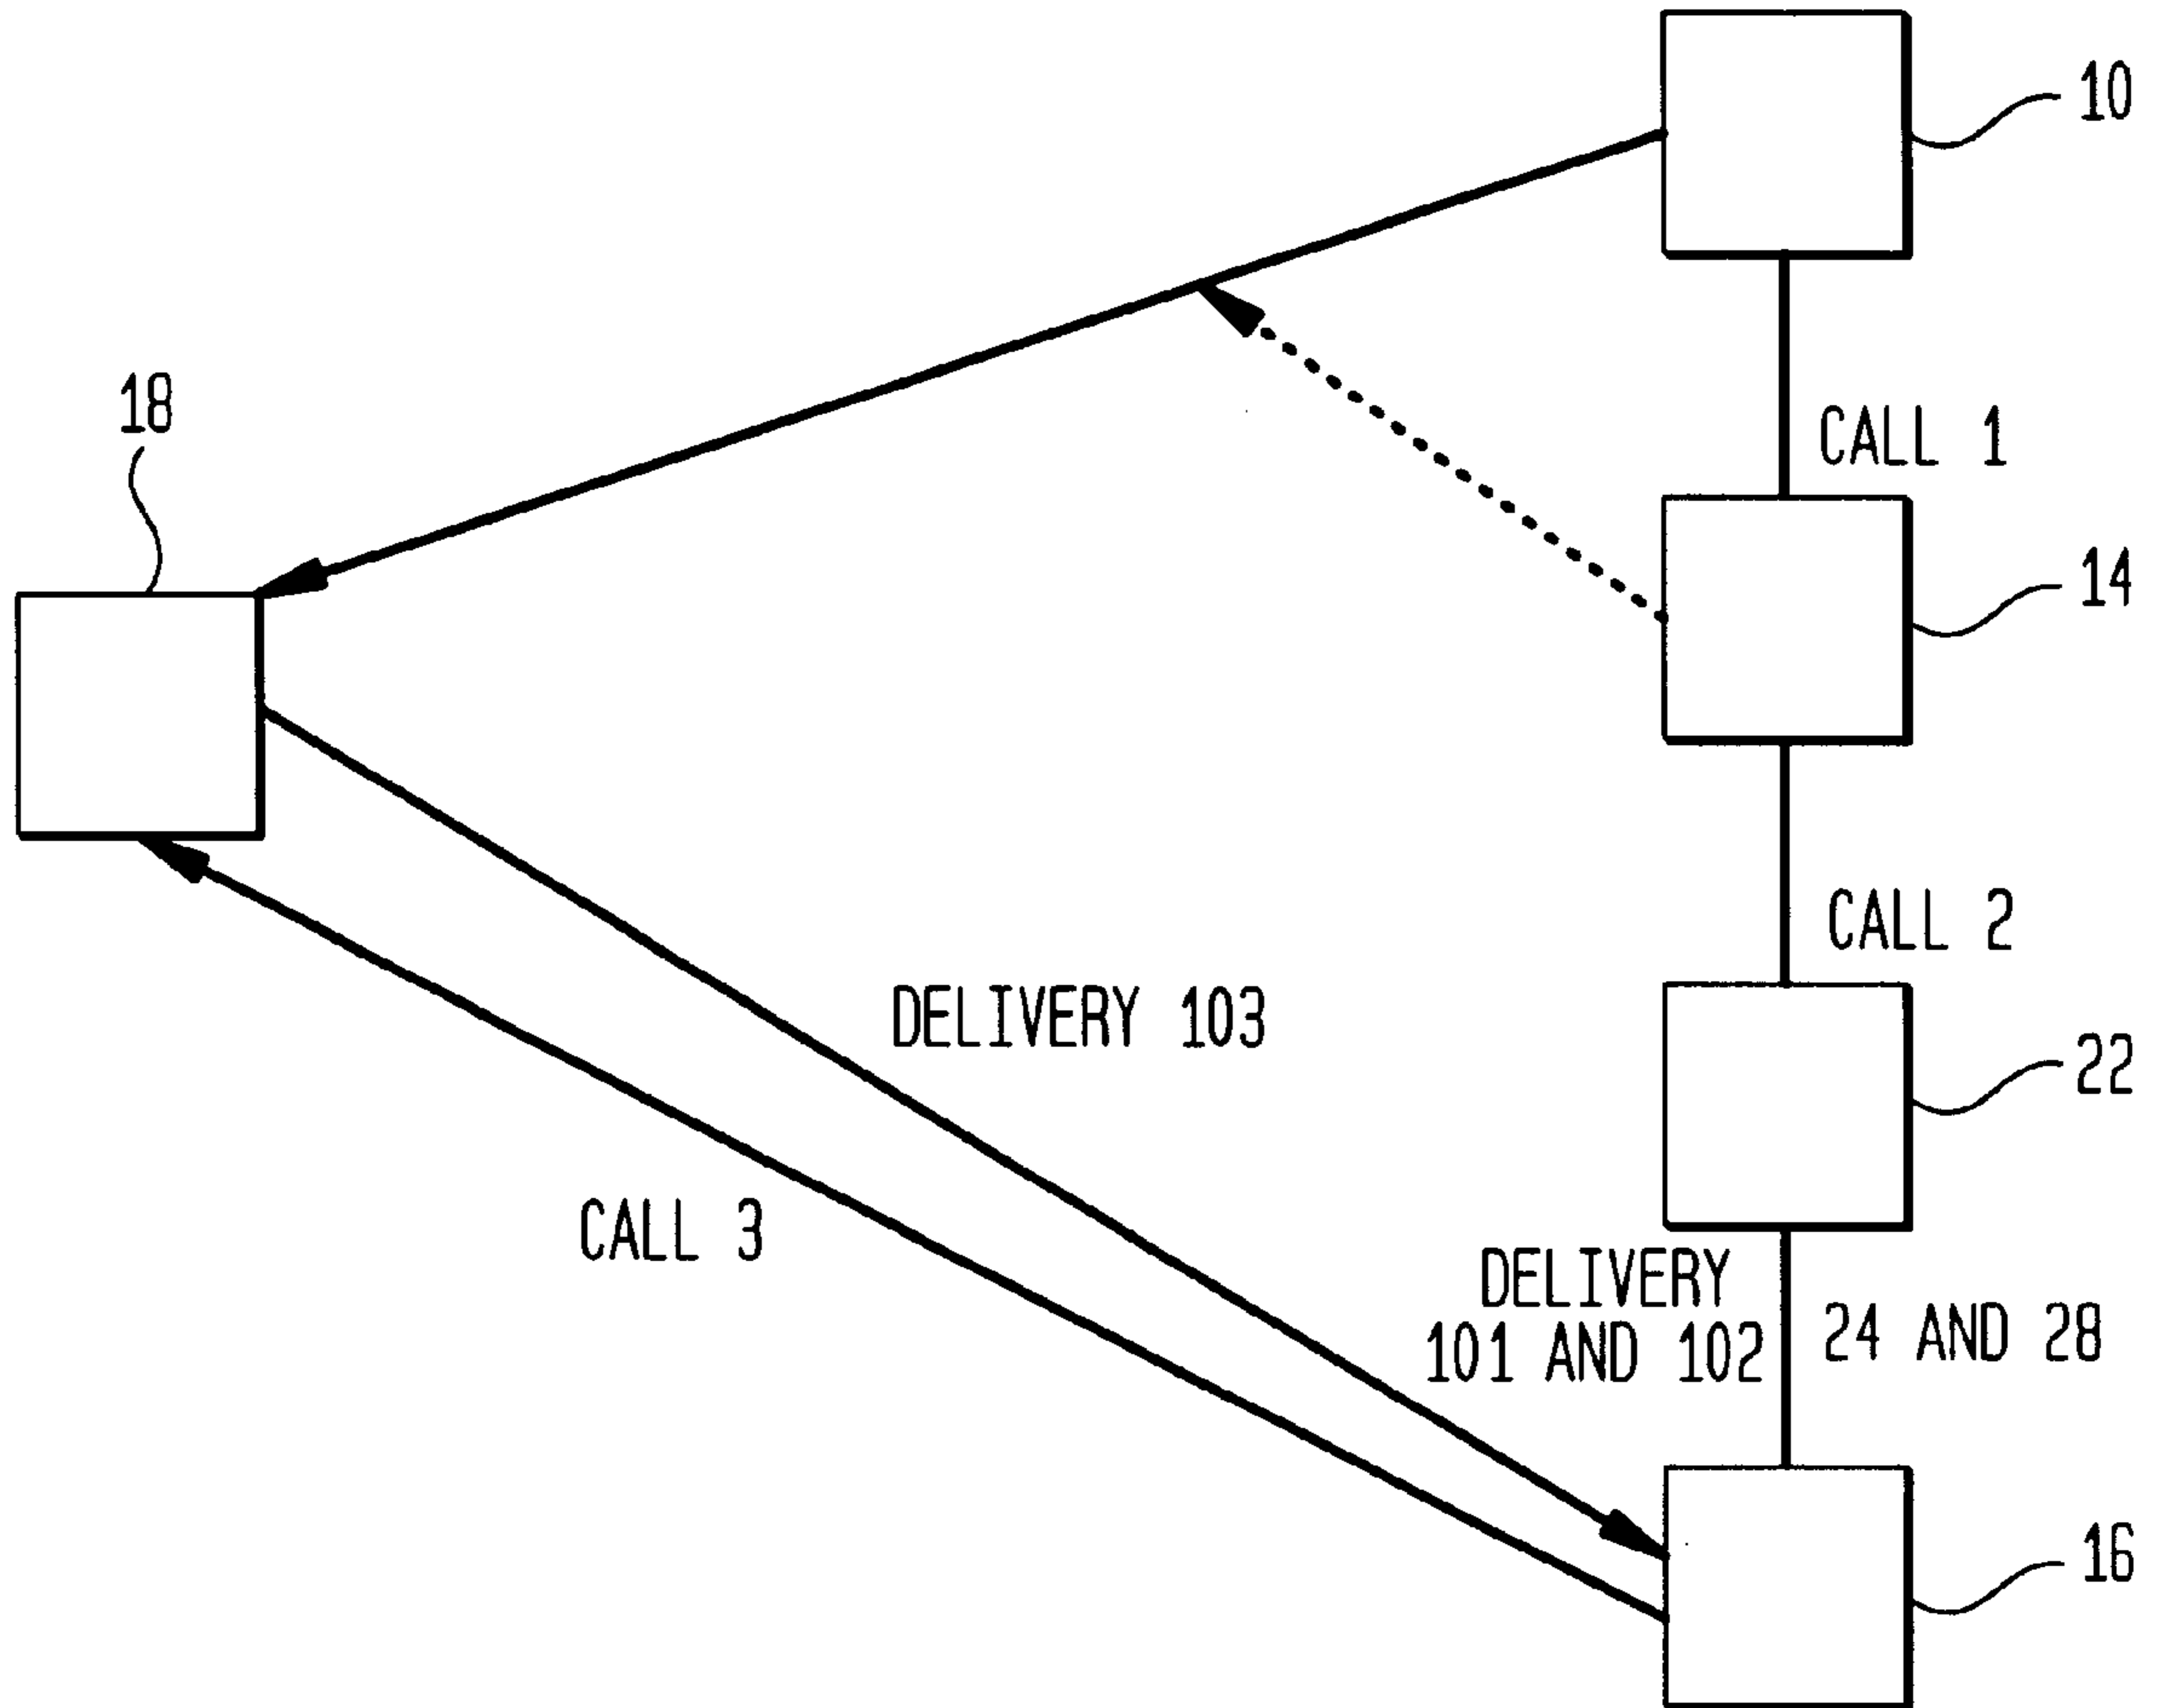 10
18
CALL 1
14
CALL 2
DELIVERY 103
22
CALL 3
DELIVERY
101 AND 102
24 AND 28
16